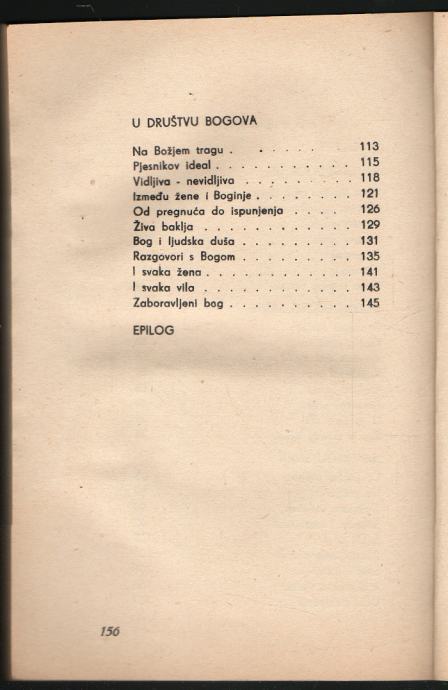 U DRUŠTVU BOGOVA
Na Božjem tragu . . . . . . 113
Pjesnikov ideal . . . . . . . . . . . 115
Vidljiva - nevidljiva . . . . . . . . 118
Između žene i Boginje . . . . . . . . 121
Od pregnuća do ispunjenja . . . . . 126
Živa baklja . . . . . . . . . . . 129
Bog i ljudska duša . . . . . . . . . 131
Razgovori s Bogom . . . . . . . . . 135
I svaka žena . . . . . . . . . . . . 141
I svaka vila . . . . . . . . . . . 143
Zaboravljeni bog . . . . . . . . . . 145
EPILOG
156